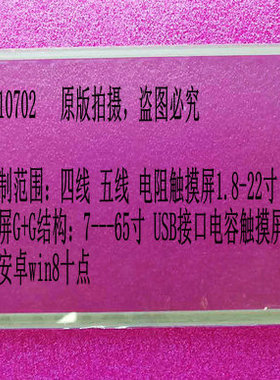 10702 原版拍摄，盗图必究
制范围：四线 五线 电阻触摸屏1.8-22寸
屏G+G结构：7---65寸 USB接口电容触摸屏
安卓win8十点